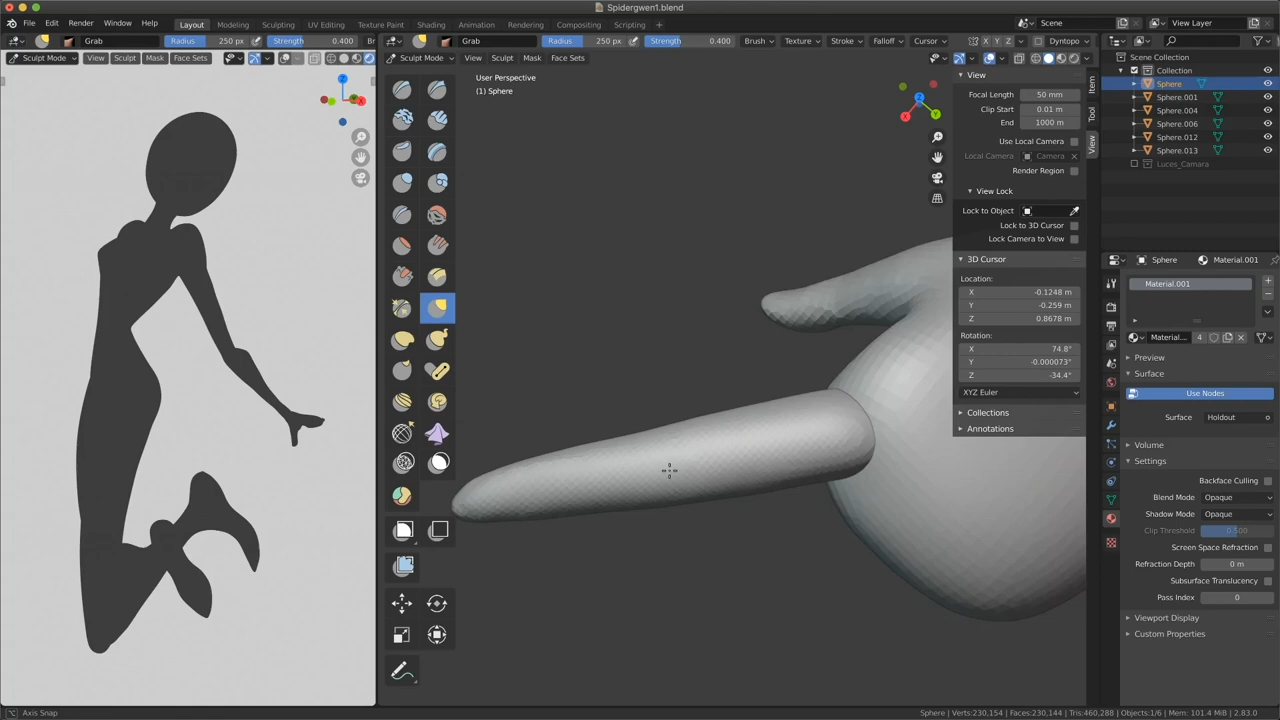 Spidergwen1.blend
File Edit Render Window Help Layout Modeling Sculpting UV Editing Texture Paint Shading Animation Rendering Compositing Scripting + Scene View Layer
Grab Radius 250 px Strength 0.400 Grab Radius 250 px Strength 0.400 Brush Texture Stroke Falloff Cursor X Y Z Dyntopo
Sculpt Mode View Sculpt Mask Face Sets Sculpt Mode View Sculpt Mask Face Sets
User Perspective
(1) Sphere
Z
X
Z
X
Y
View
Focal Length 50 mm
Clip Start 0.01 m
End 1000 m
Use Local Camera
Local Camera Camera
Render Region
View Lock
Lock to Object
Lock to 3D Cursor
Lock Camera to View
3D Cursor
Location:
X -0.1248 m
Y -0.259 m
Z 0.8678 m
Rotation:
X 74.8°
Y -0.000073°
Z -34.4°
XYZ Euler
Collections
Annotations
Item
Tool
View
Scene Collection
Collection
Sphere
Sphere.001
Sphere.004
Sphere.006
Sphere.012
Sphere.013
Luces_Camara
Sphere Material.001
Material.001
Material... 4
Preview
Surface
Use Nodes
Surface Holdout
Volume
Settings
Backface Culling
Blend Mode Opaque
Shadow Mode Opaque
Clip Threshold 0.500
Screen Space Refraction
Refraction Depth 0 m
Subsurface Translucency
Pass Index 0
Viewport Display
Custom Properties
Axis Snap
Sphere | Verts:230,154 | Faces:230,144 | Tris:460,288 | Objects:1/6 | Mem: 101.4 MiB | 2.83.0